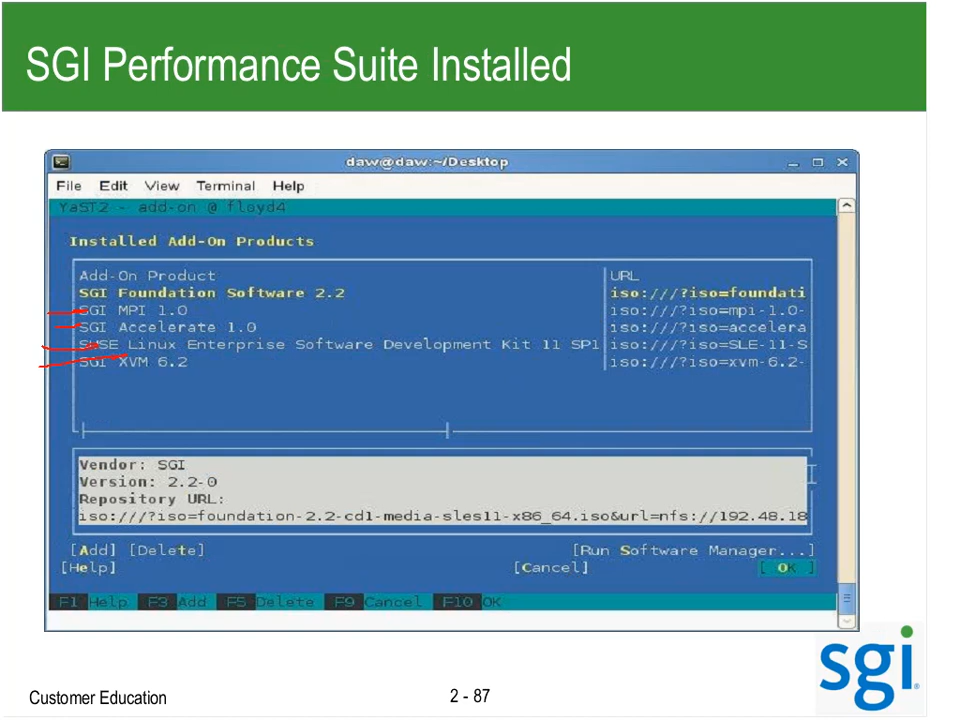 SGI Performance Suite Installed
daw@daw:~/Desktop
File Edit View Terminal Help
YaST2 - add-on @ floyd4
Installed Add-On Products
Add-On Product URL
SGI Foundation Software 2.2 iso:///?iso=foundati
SGI MPI 1.0 iso:///?iso=mpi-1.0-
SGI Accelerate 1.0 iso:///?iso=accelera
SUSE Linux Enterprise Software Development Kit 11 SP1 iso:///?iso=SLE-11-S
SGI XVM 6.2 iso:///?iso=xvm-6.2-
Vendor: SGI
Version: 2.2-0
Repository URL:
iso:///?iso=foundation-2.2-cd1-media-sles11-x86_64.iso&url=nfs://192.48.18
[Add] [Delete] [Run Software Manager...]
[Help] [Cancel] [ OK ]
F1 Help F3 Add F5 Delete F9 Cancel F10 OK
sgi
Customer Education 2 - 87